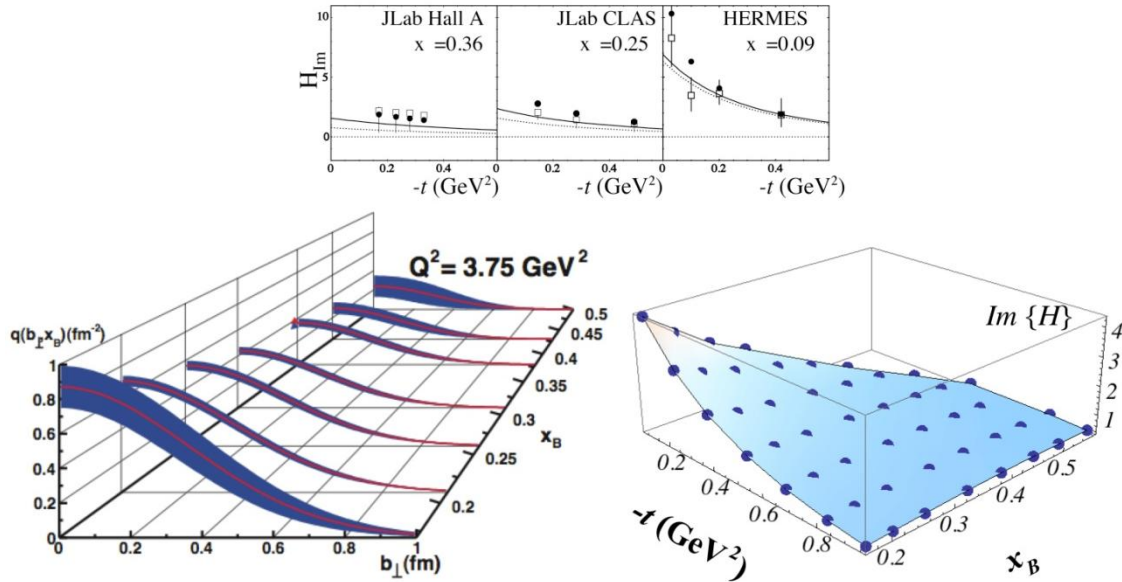 JLab Hall A
x =0.36
JLab CLAS
x =0.25
HERMES
x =0.09
10
5
0
H_Im
0 0.2 0.4
0 0.2 0.4
0 0.2 0.4
-t (GeV²)
-t (GeV²)
-t (GeV²)
Q²= 3.75 GeV²
q(b⊥,x_B)(fm⁻²)
1
0.8
0.6
0.4
0.2
0
0 0.2 0.4 0.6 0.8 1
b⊥(fm)
0.5
0.45
0.4
0.35
0.3
0.25
0.2
x_B
Im {H}
4
3
2
1
0.2
0.4
0.6
0.8
-t (GeV²)
0.2
0.3
0.4
0.5
x_B